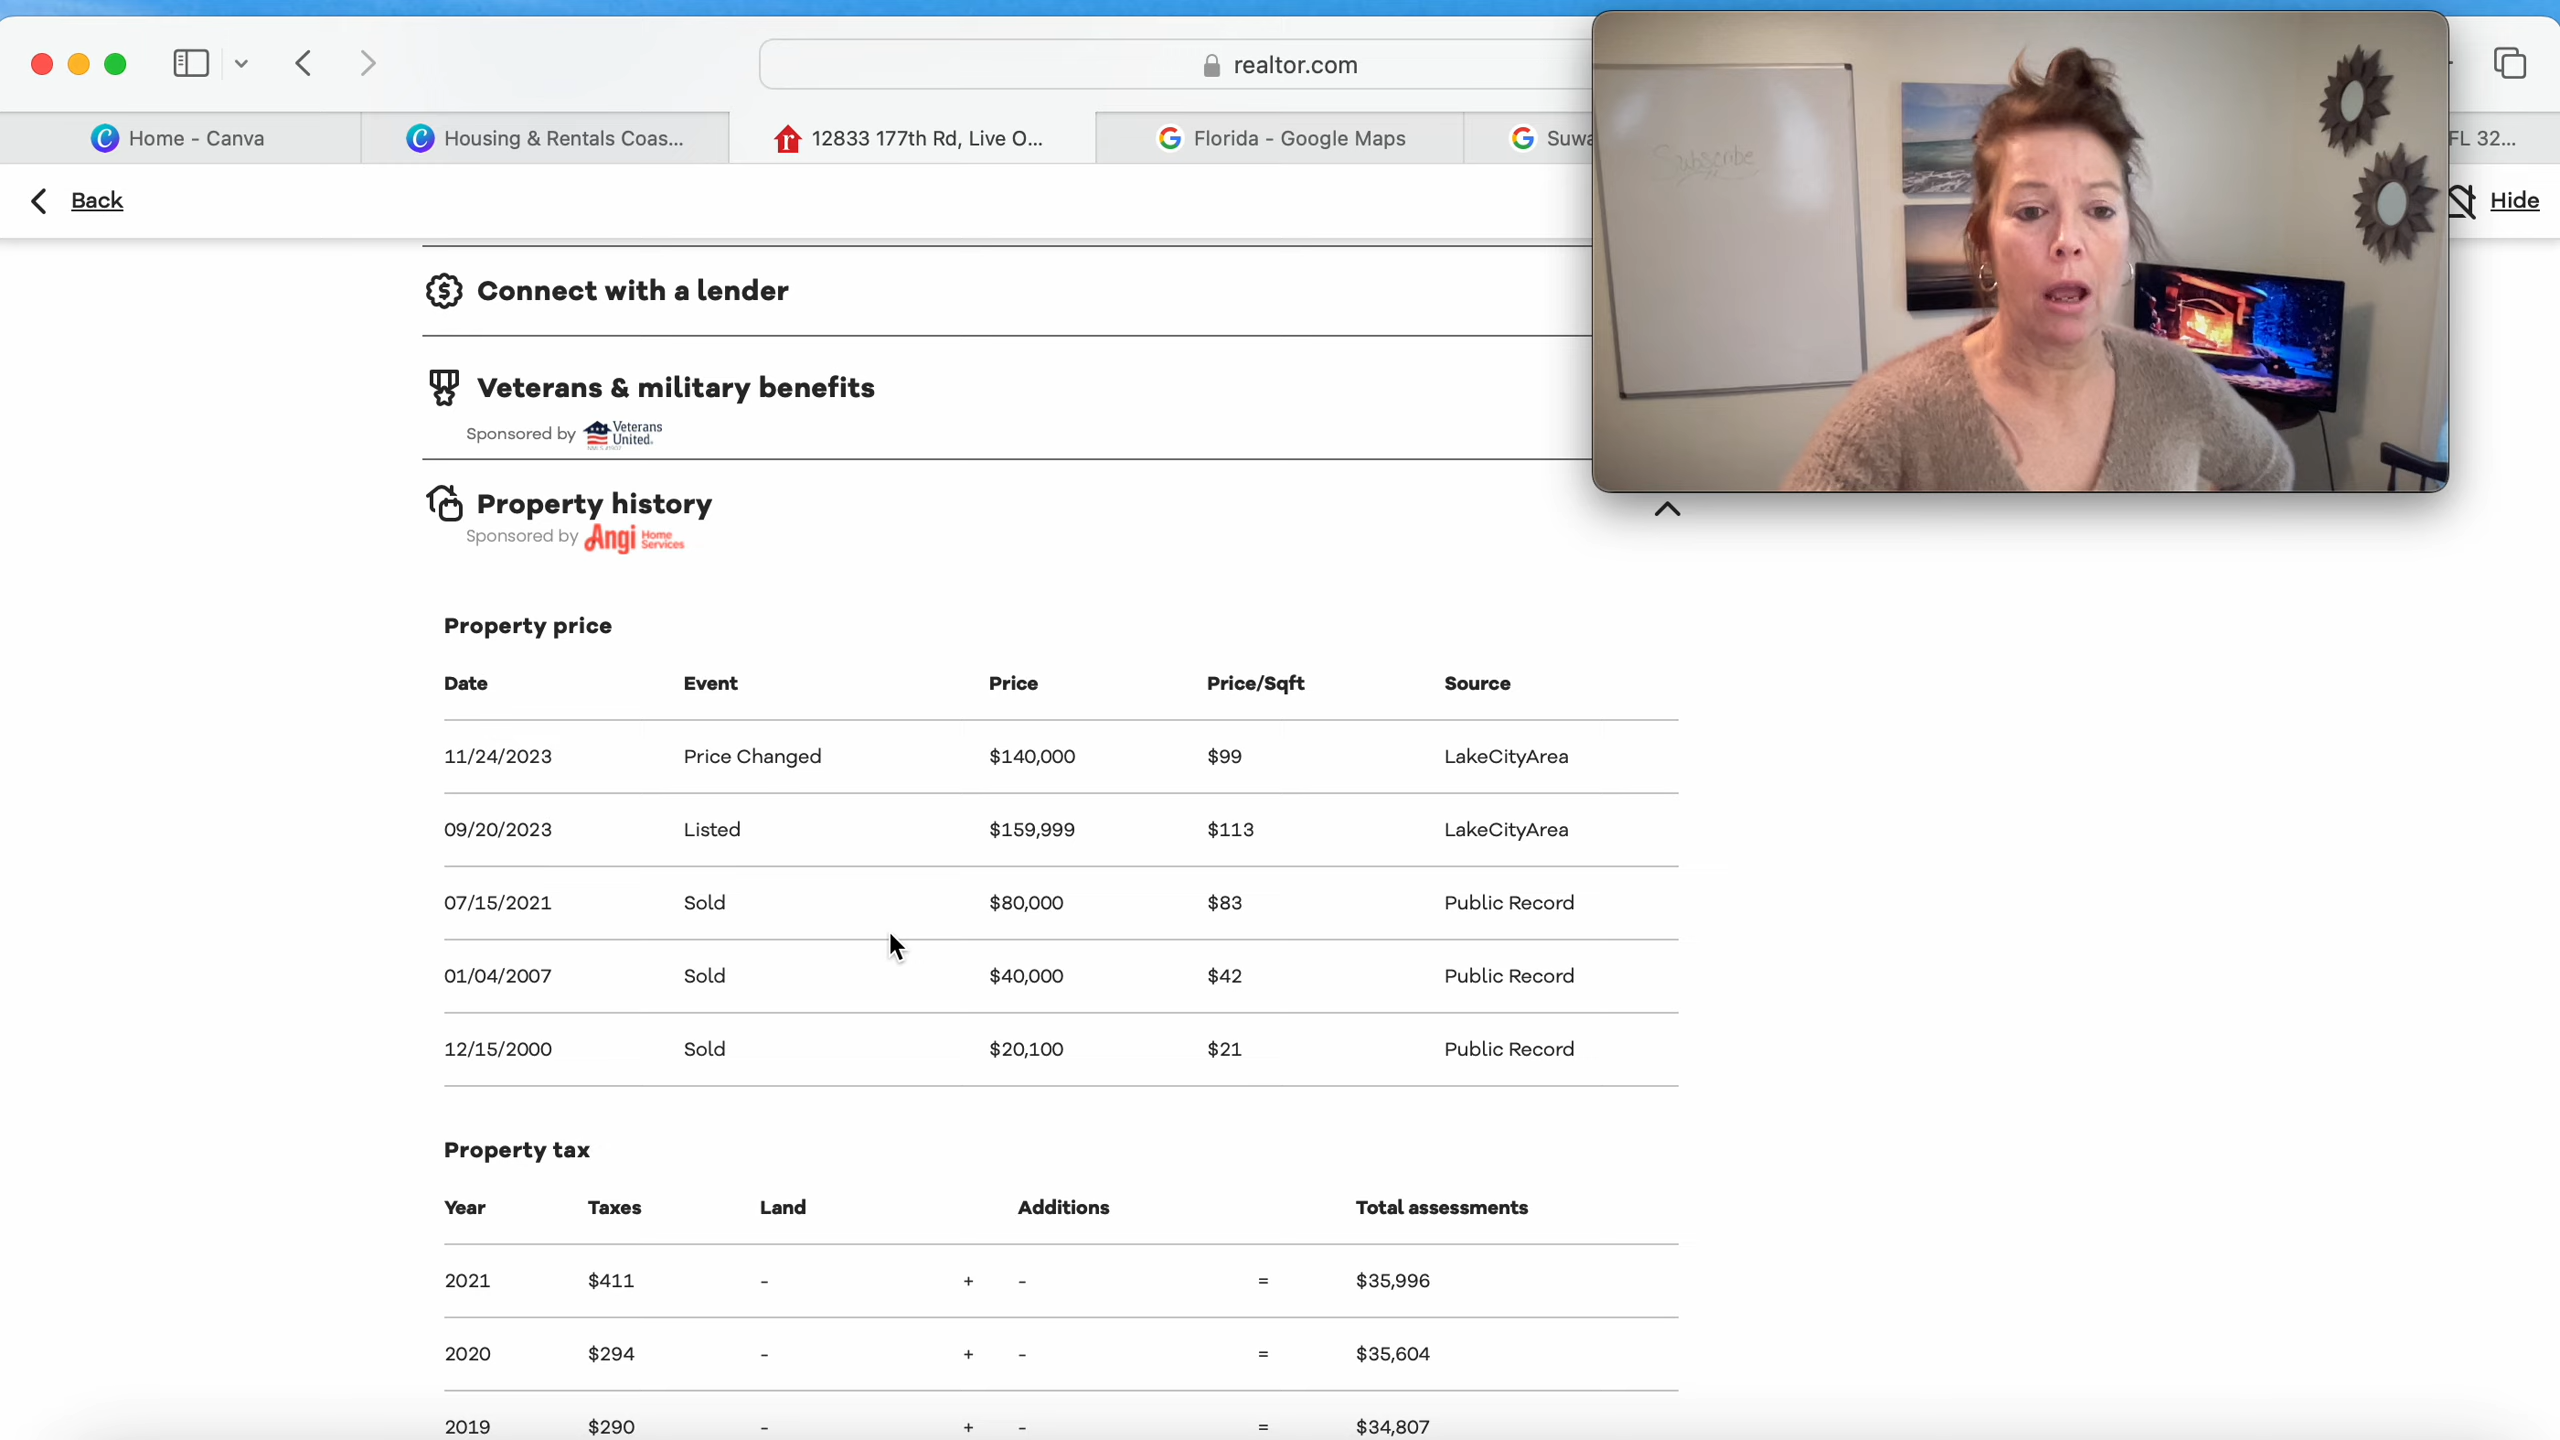 realtor.com
Home - Canva
Housing & Rentals Coas...
12833 177th Rd, Live O...
Florida - Google Maps
Suwa
FL 32...
Back
Hide
Subscribe
Connect with a lender
Veterans & military benefits
Sponsored by Veterans United.
Property history
Sponsored by Angi Home Services
Property price
Date Event Price Price/Sqft Source
11/24/2023 Price Changed $140,000 $99 LakeCityArea
09/20/2023 Listed $159,999 $113 LakeCityArea
07/15/2021 Sold $80,000 $83 Public Record
01/04/2007 Sold $40,000 $42 Public Record
12/15/2000 Sold $20,100 $21 Public Record
Property tax
Year Taxes Land Additions Total assessments
2021 $411 - + - = $35,996
2020 $294 - + - = $35,604
2019 $290 - + - = $34,807